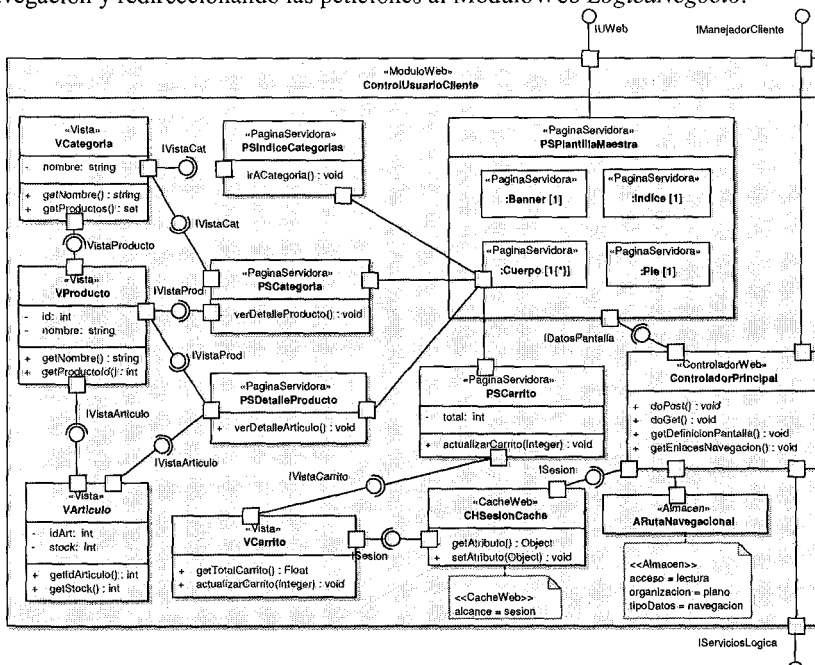 vegación y redireccionando las peticiones al ModuloWeb LogicaNegocio.
IUWeb
IManejadorCliente
«ModuloWeb»
ControlUsuarioCliente
«Vista»
VCategoria
- nombre: string
+ getNombre() : string
+ getProductos() : set
IVistaCat
«PaginaServidora»
PSIndiceCategorias
irACategoria() : void
«PaginaServidora»
PSPlantillaMaestra
«PaginaServidora»
:Banner [1]
«PaginaServidora»
:Indice [1]
«PaginaServidora»
:Cuerpo [1{*}]
«PaginaServidora»
:Pie [1]
IVistaCat
IVistaProducto
«Vista»
VProducto
- id: int
- nombre: string
+ getNombre() : string
+ getProductoId() : int
IVistaProd
«PaginaServidora»
PSCategoria
+ verDetalleProducto() : void
IVistaProd
«PaginaServidora»
PSDetalleProducto
+ verDetalleArticulo() : void
IDatosPantalla
«PaginaServidora»
PSCarrito
- total: int
+ actualizarCarrito(Integer) : void
«ControladorWeb»
ControladorPrincipal
+ doPost() : void
+ doGet() : void
+ getDefinicionPantalla() : void
+ getEnlacesNavegacion() : void
IVistaArticulo
IVistaArticulo
IVistaCarrito
ISesion
«Vista»
VArticulo
- idArt: int
- stock: int
+ getIdArticulo() : int
+ getStock() : int
«Vista»
VCarrito
+ getTotalCarrito() : Float
+ actualizarCarrito(Integer) : void
ISesion
«CacheWeb»
CHSesionCache
+ getAtributo() : Object
+ setAtributo(Object) : void
<<CacheWeb>>
alcance = sesion
«Almacen»
ARutaNavegacional
<<Almacen>>
acceso = lectura
organizacion = plano
tipoDatos = navegacion
IServiciosLogica